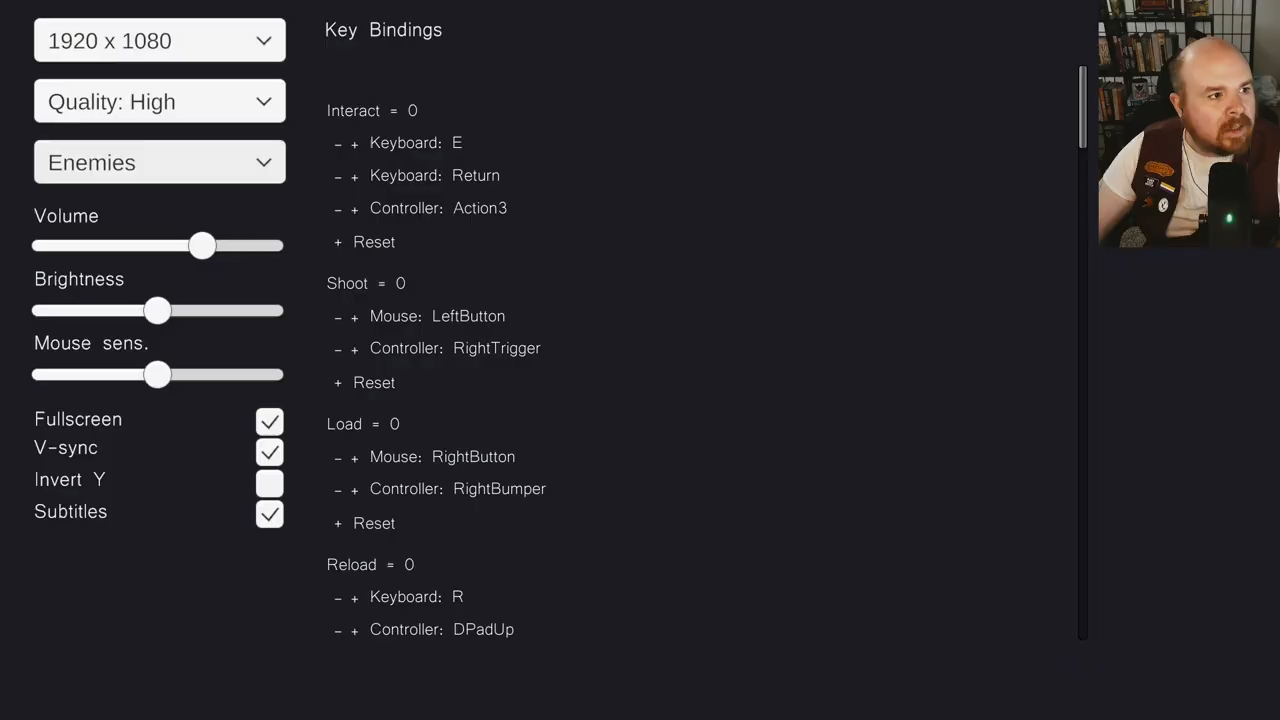 1920 x 1080
Quality: High
Enemies
Volume
Brightness
Mouse sens.
Fullscreen
V-sync
Invert Y
Subtitles
Key Bindings
Interact = 0
- + Keyboard: E
- + Keyboard: Return
- + Controller: Action3
+ Reset
Shoot = 0
- + Mouse: LeftButton
- + Controller: RightTrigger
+ Reset
Load = 0
- + Mouse: RightButton
- + Controller: RightBumper
+ Reset
Reload = 0
- + Keyboard: R
- + Controller: DPadUp